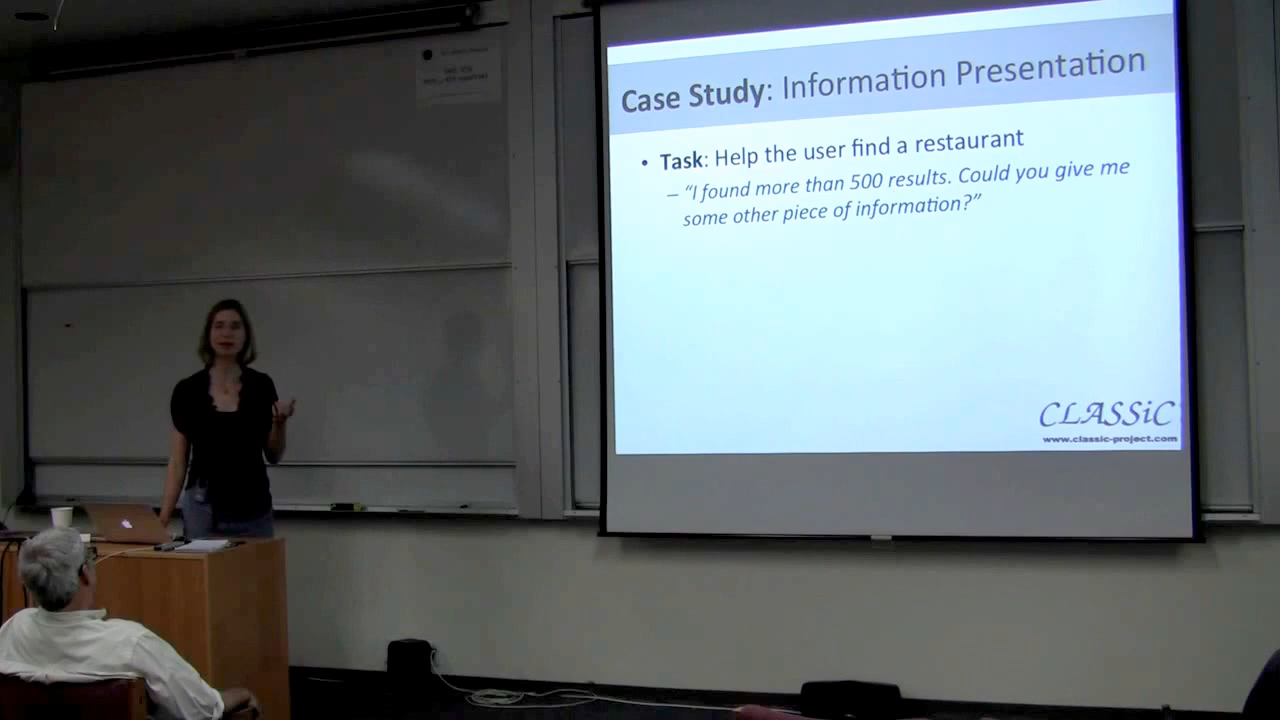 Case Study: Information Presentation
• Task: Help the user find a restaurant
– “I found more than 500 results. Could you give me
some other piece of information?”
CLASSiC
www.classic-project.com